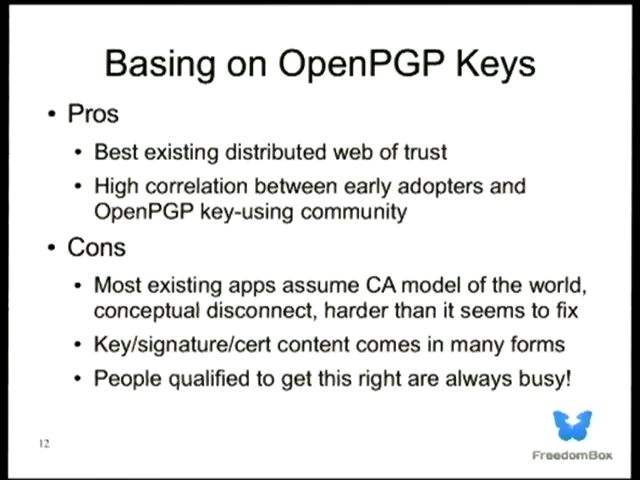 Basing on OpenPGP Keys
• Pros
• Best existing distributed web of trust
• High correlation between early adopters and
OpenPGP key-using community
• Cons
• Most existing apps assume CA model of the world,
conceptual disconnect, harder than it seems to fix
• Key/signature/cert content comes in many forms
• People qualified to get this right are always busy!
12
FreedomBox